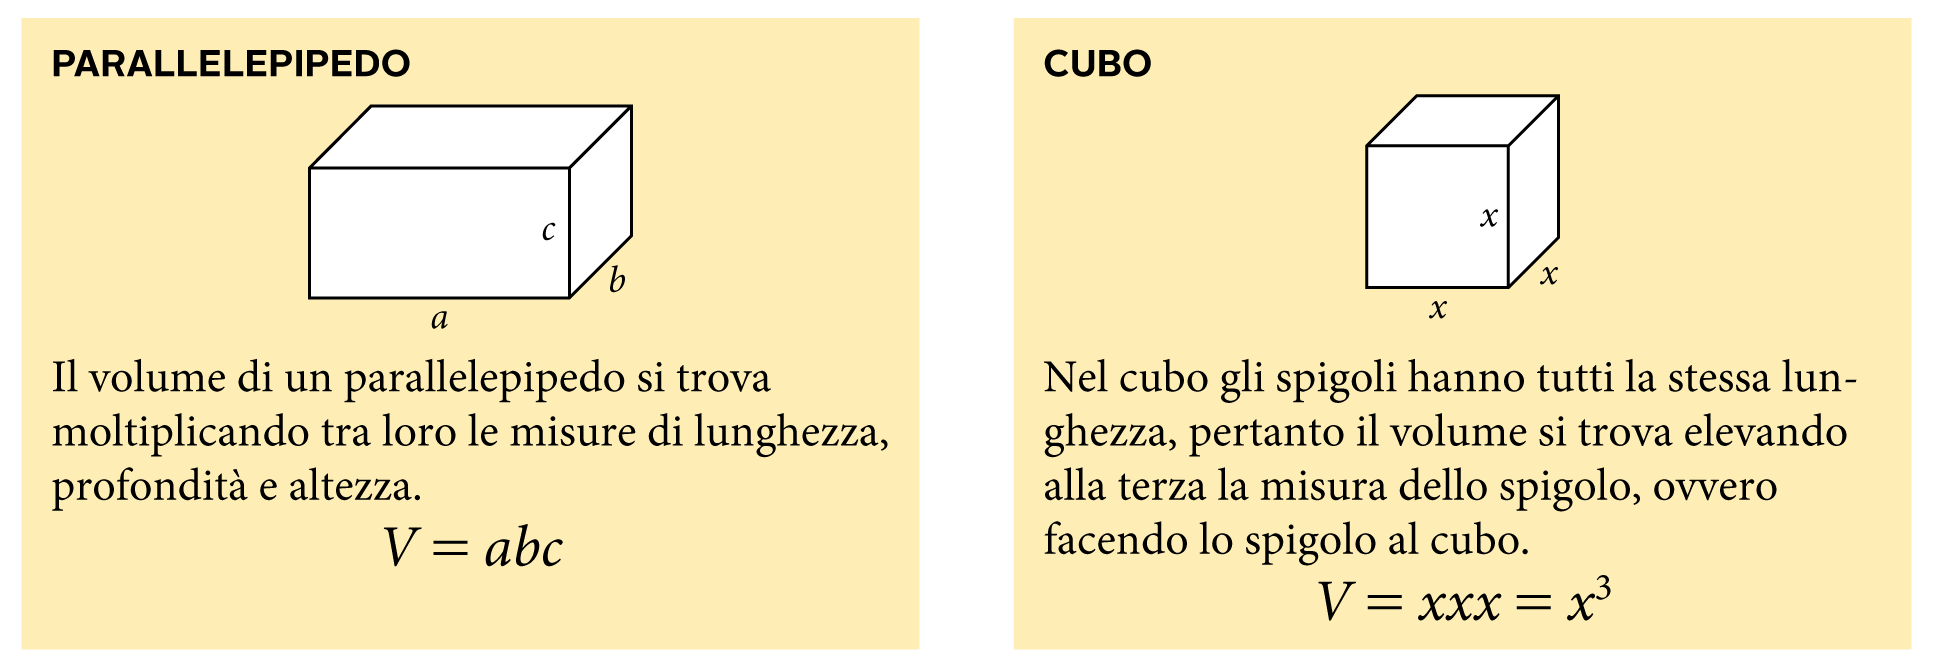 PARALLELEPIPEDO
c
b
a
Il volume di un parallelepipedo si trova
moltiplicando tra loro le misure di lunghezza,
profondità e altezza.
V = abc
CUBO
x
x
x
Nel cubo gli spigoli hanno tutti la stessa lun-
ghezza, pertanto il volume si trova elevando
alla terza la misura dello spigolo, ovvero
facendo lo spigolo al cubo.
V = xxx = x³